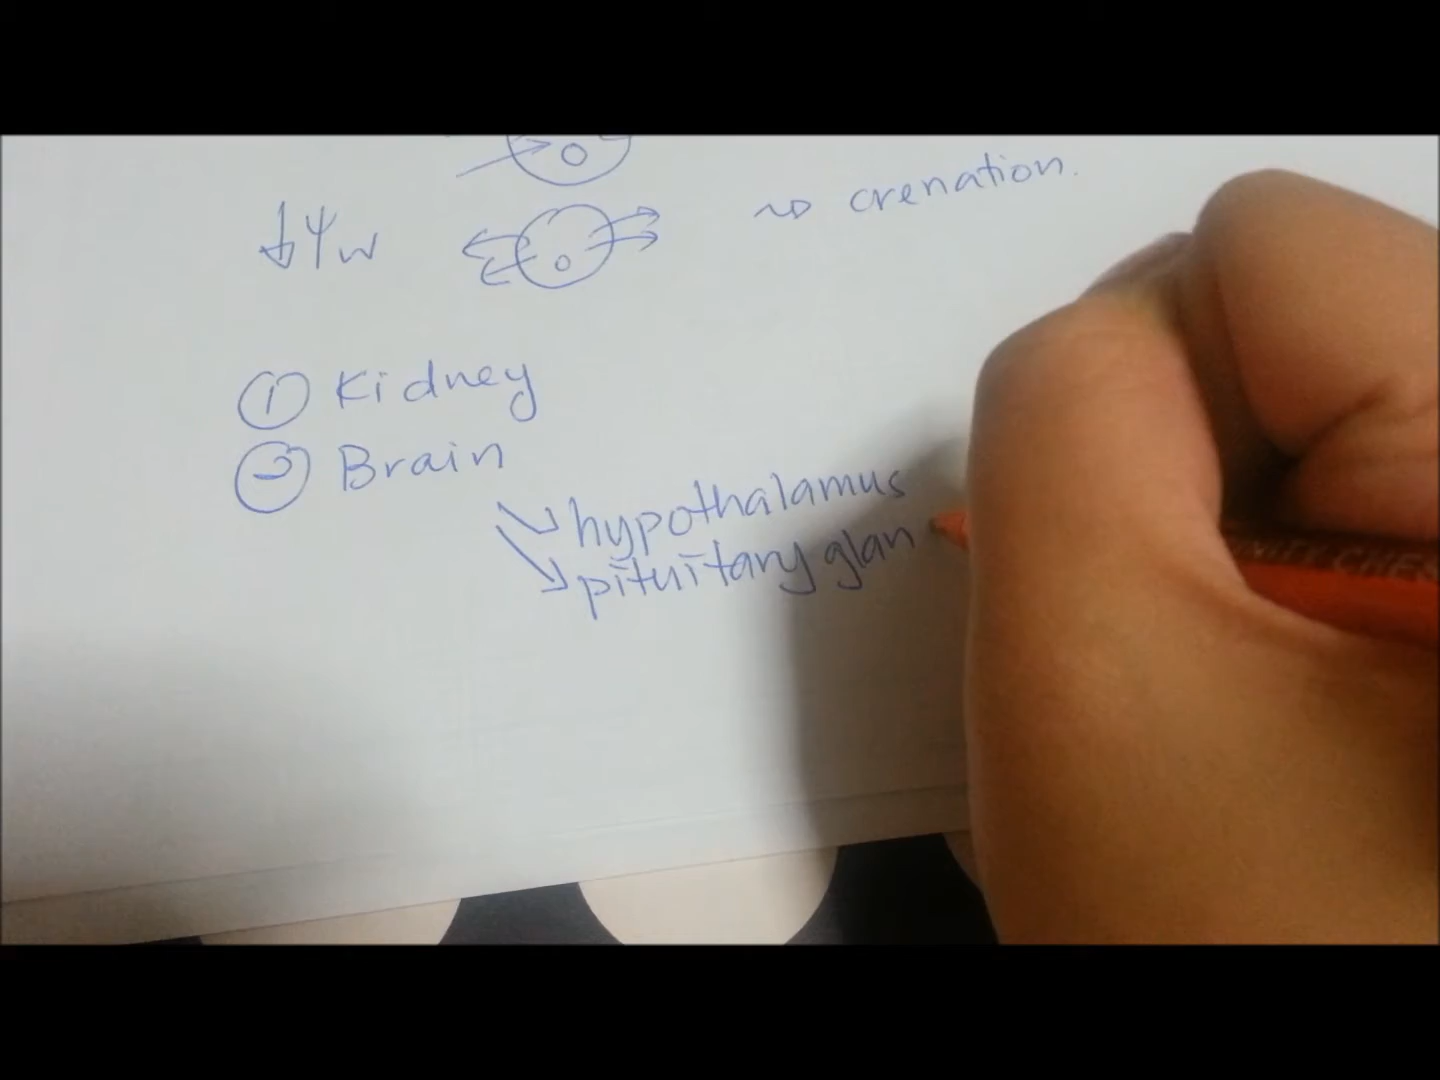 ↓ψw ~> crenation.
① Kidney
② Brain
↘ hypothalamus
↘ pituitary glan